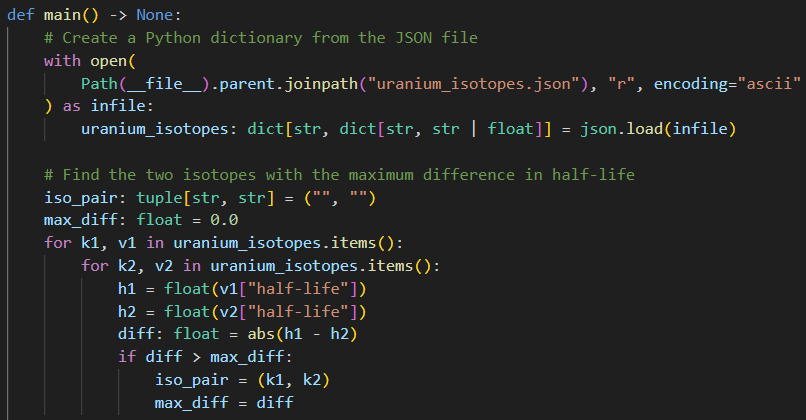 def main() -> None:
    # Create a Python dictionary from the JSON file
    with open(
        Path(__file__).parent.joinpath("uranium_isotopes.json"), "r", encoding="ascii"
    ) as infile:
        uranium_isotopes: dict[str, dict[str, str | float]] = json.load(infile)

    # Find the two isotopes with the maximum difference in half-life
    iso_pair: tuple[str, str] = ("", "")
    max_diff: float = 0.0
    for k1, v1 in uranium_isotopes.items():
        for k2, v2 in uranium_isotopes.items():
            h1 = float(v1["half-life"])
            h2 = float(v2["half-life"])
            diff: float = abs(h1 - h2)
            if diff > max_diff:
                iso_pair = (k1, k2)
                max_diff = diff